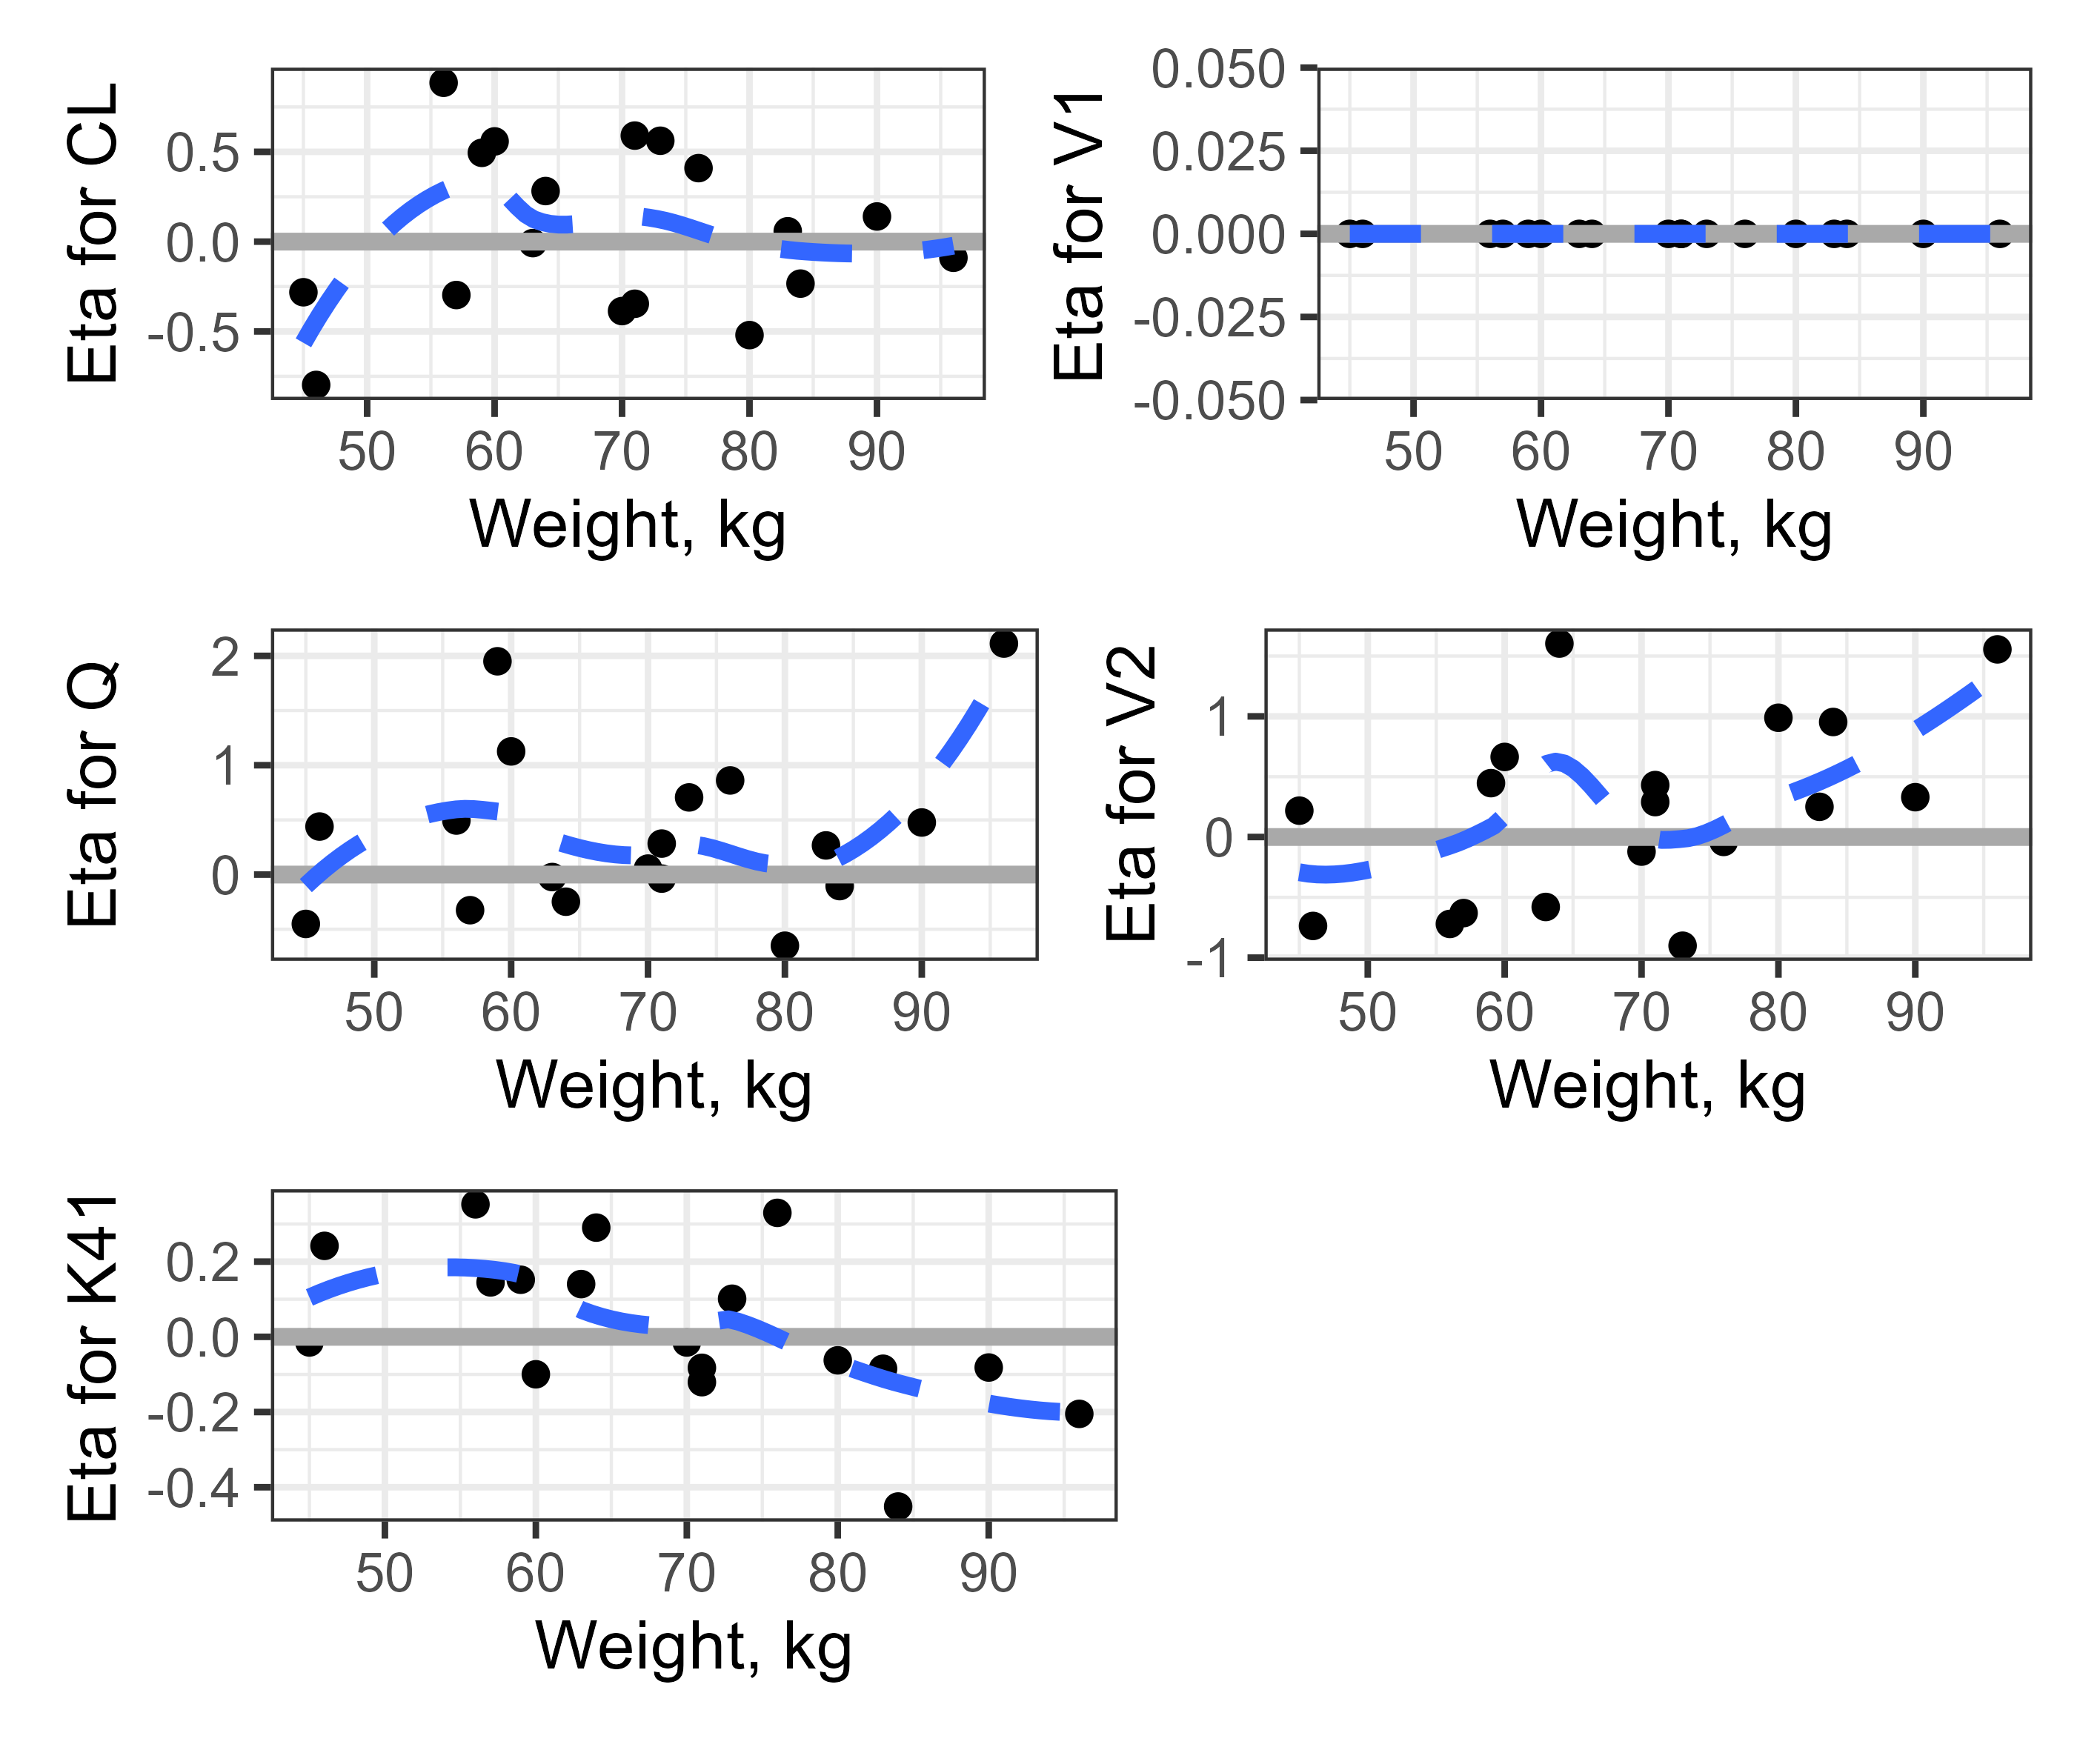 Eta for CL
0.5
0.0
-0.5
50 60 70 80 90
Weight, kg
Eta for V1
0.050
0.025
0.000
-0.025
-0.050
50 60 70 80 90
Weight, kg
Eta for Q
2
1
0
50 60 70 80 90
Weight, kg
Eta for V2
1
0
-1
50 60 70 80 90
Weight, kg
Eta for K41
0.2
0.0
-0.2
-0.4
50 60 70 80 90
Weight, kg